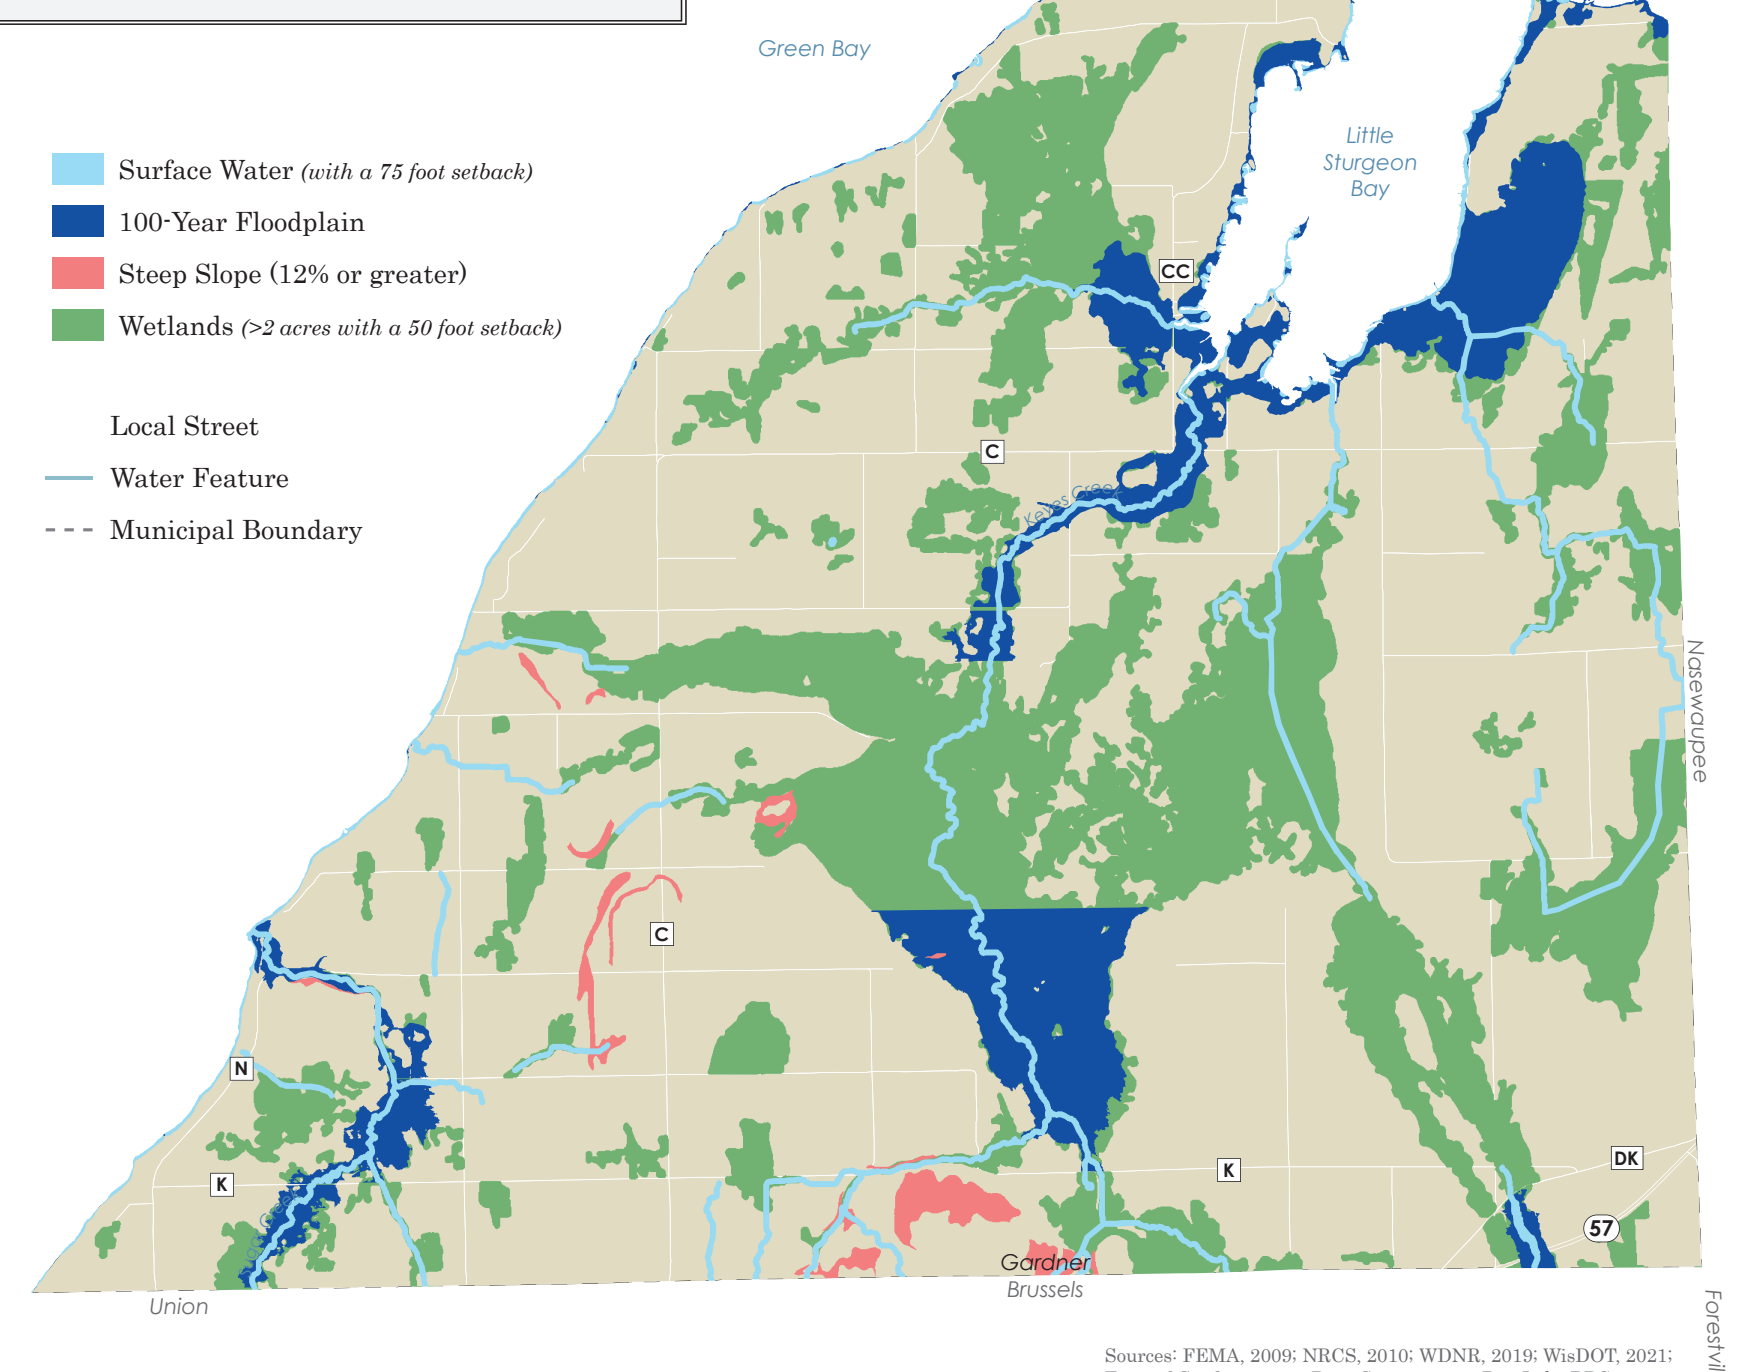 Green Bay
Little
Sturgeon
Bay
Surface Water (with a 75 foot setback)
100-Year Floodplain
Steep Slope (12% or greater)
Wetlands (>2 acres with a 50 foot setback)
Local Street
Water Feature
Municipal Boundary
CC
C
Keyes Creek
Nasewaupee
C
N
K
K
DK
57
Gardner
Brussels
Union
Sources: FEMA, 2009; NRCS, 2010; WDNR, 2019; WisDOT, 2021;